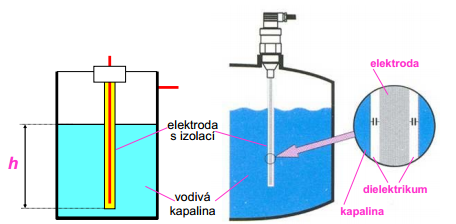 h
elektroda
s izolací
vodivá
kapalina
elektroda
kapalina
dielektrikum